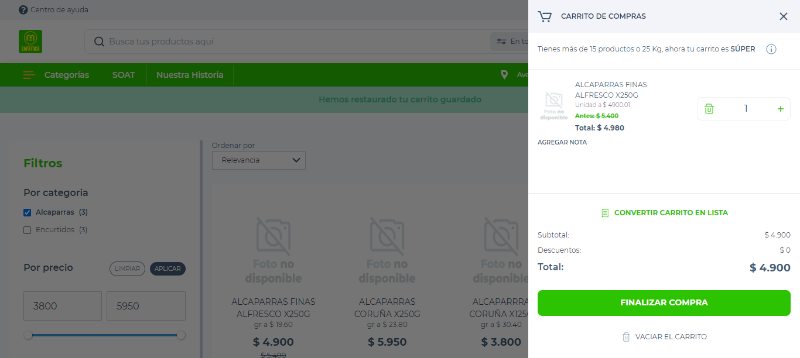 Centro de ayuda
Busca tus productos aquí
En to
Categorías
SOAT
Nuestra Historia
Hemos restaurado tu carrito guardado
Filtros
Por categoría
Alcaparras (3)
Encurtidos (3)
Por precio
LIMPIAR
APLICAR
3800
5950
Ordenar por
Relevancia
Foto no
disponible
ALCAPARRAS FINAS
ALFRESCO X250G
gr a $ 19.60
$ 4.900
$ 5.400
Foto no
disponible
ALCAPARRAS
CORUÑA X250G
gr a $ 23.80
$ 5.950
Foto no
disponible
ALCAPARRRAS
CORUÑA X125G
gr a $ 30.40
$ 3.800
CARRITO DE COMPRAS
Tienes más de 15 productos o 25 Kg, ahora tu carrito es SÚPER
Foto no
disponible
ALCAPARRAS FINAS
ALFRESCO X250G
Unidad a $ 4900.01
Antes: $ 5.400
Total: $ 4.980
1
AGREGAR NOTA
CONVERTIR CARRITO EN LISTA
Subtotal: $ 4.900
Descuentos: $ 0
Total: $ 4.900
FINALIZAR COMPRA
VACIAR EL CARRITO